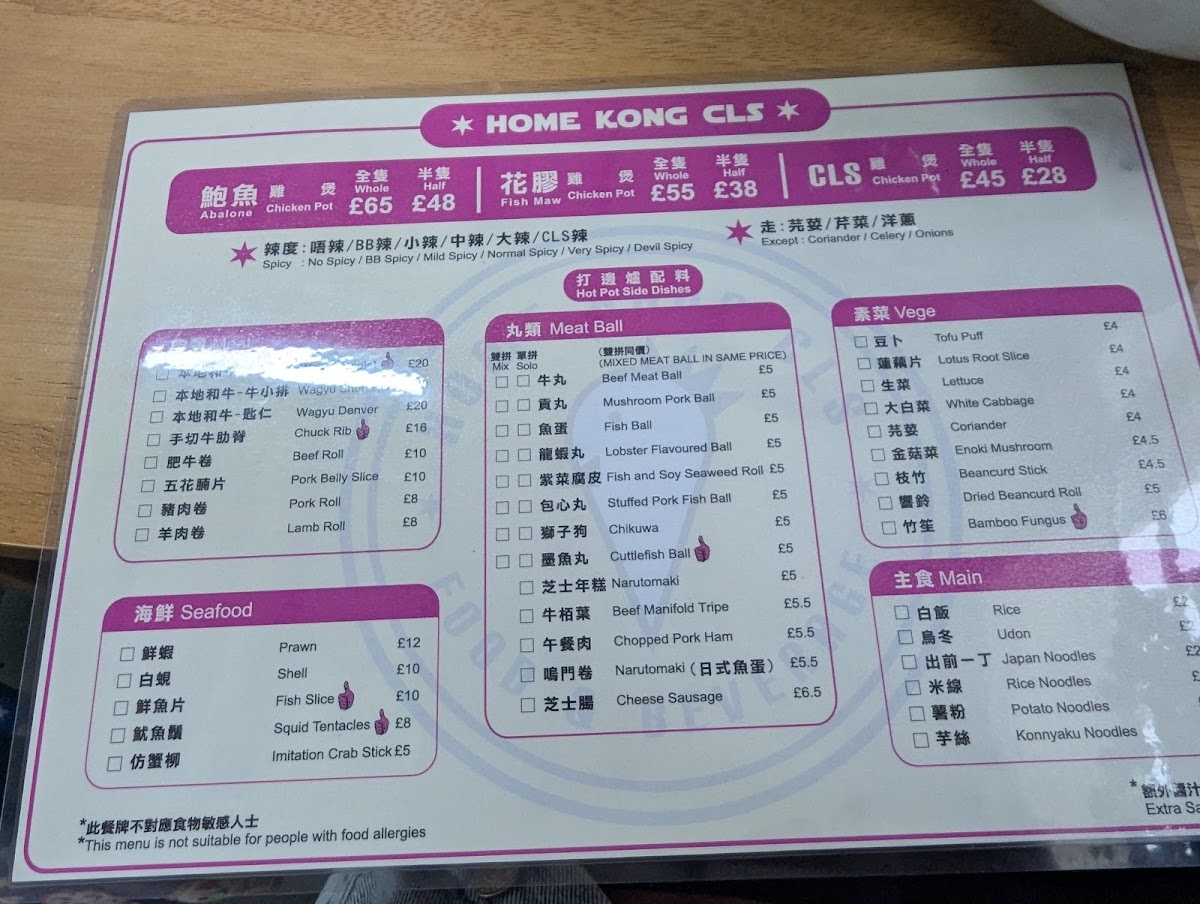 HOME KONG CLS
鮑魚 雞煲 全隻 半隻
Abalone Chicken Pot Whole £65 Half £48
花膠 雞煲 全隻 半隻
Fish Maw Chicken Pot Whole £55 Half £38
CLS 雞煲 全隻 半隻
Chicken Pot Whole £45 Half £28
辣度:唔辣/BB辣/小辣/中辣/大辣/CLS辣
Spicy : No Spicy / BB Spicy / Mild Spicy / Normal Spicy / Very Spicy / Devil Spicy
走:芫荽/芹菜/洋蔥
Except : Coriander / Celery / Onions
打邊爐配料
Hot Pot Side Dishes
Meat
本地和牛 £20
本地和牛-牛小排 Wagyu
本地和牛-匙仁 Wagyu Denver £20
手切牛肋脊 Chuck Rib £16
肥牛卷 Beef Roll £10
五花腩片 Pork Belly Slice £10
豬肉卷 Pork Roll £8
羊肉卷 Lamb Roll £8
海鮮 Seafood
鮮蝦 Prawn £12
白蜆 Shell £10
鮮魚片 Fish Slice £10
魷魚鬚 Squid Tentacles £8
仿蟹柳 Imitation Crab Stick £5
丸類 Meat Ball
雙拼 單拼 (雙拼同價)
Mix Solo (MIXED MEAT BALL IN SAME PRICE)
牛丸 Beef Meat Ball £5
貢丸 Mushroom Pork Ball £5
魚蛋 Fish Ball £5
龍蝦丸 Lobster Flavoured Ball £5
紫菜腐皮 Fish and Soy Seaweed Roll £5
包心丸 Stuffed Pork Fish Ball £5
獅子狗 Chikuwa £5
墨魚丸 Cuttlefish Ball £5
芝士年糕 Narutomaki £5
牛栢葉 Beef Manifold Tripe £5.5
午餐肉 Chopped Pork Ham £5.5
鳴門卷 Narutomaki (日式魚蛋) £5.5
芝士腸 Cheese Sausage £6.5
素菜 Vege
豆卜 Tofu Puff £4
蓮藕片 Lotus Root Slice £4
生菜 Lettuce £4
大白菜 White Cabbage £4
芫荽 Coriander £4
金菇菜 Enoki Mushroom £4.5
枝竹 Beancurd Stick £4.5
響鈴 Dried Beancurd Roll £5
竹笙 Bamboo Fungus £6
主食 Main
白飯 Rice £2
烏冬 Udon
出前一丁 Japan Noodles £2
米線 Rice Noodles
薯粉 Potato Noodles
芋絲 Konnyaku Noodles
*額外醬汁
Extra
*此餐牌不對應食物敏感人士
*This menu is not suitable for people with food allergies
FOOD & BEVERAGE